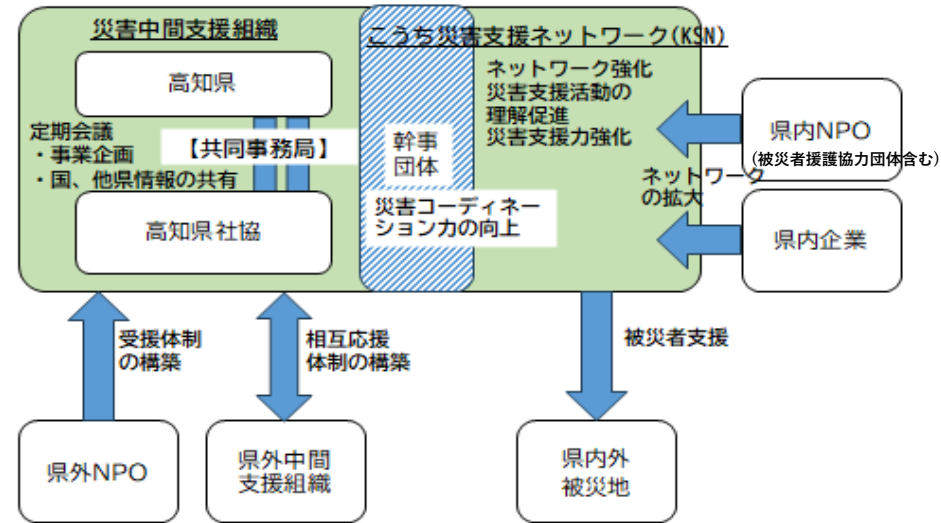 災害中間支援組織
こうち災害支援ネットワーク(KSN)
高知県
定期会議
・事業企画
・国、他県情報の共有
【共同事務局】
高知県社協
幹事
団体
災害コーディネー
ション力の向上
ネットワーク強化
災害支援活動の
理解促進
災害支援力強化
県内NPO
(被災者援護協力団体含む)
ネットワーク
の拡大
県内企業
受援体制
の構築
相互応援
体制の構築
被災者支援
県外NPO
県外中間
支援組織
県内外
被災地